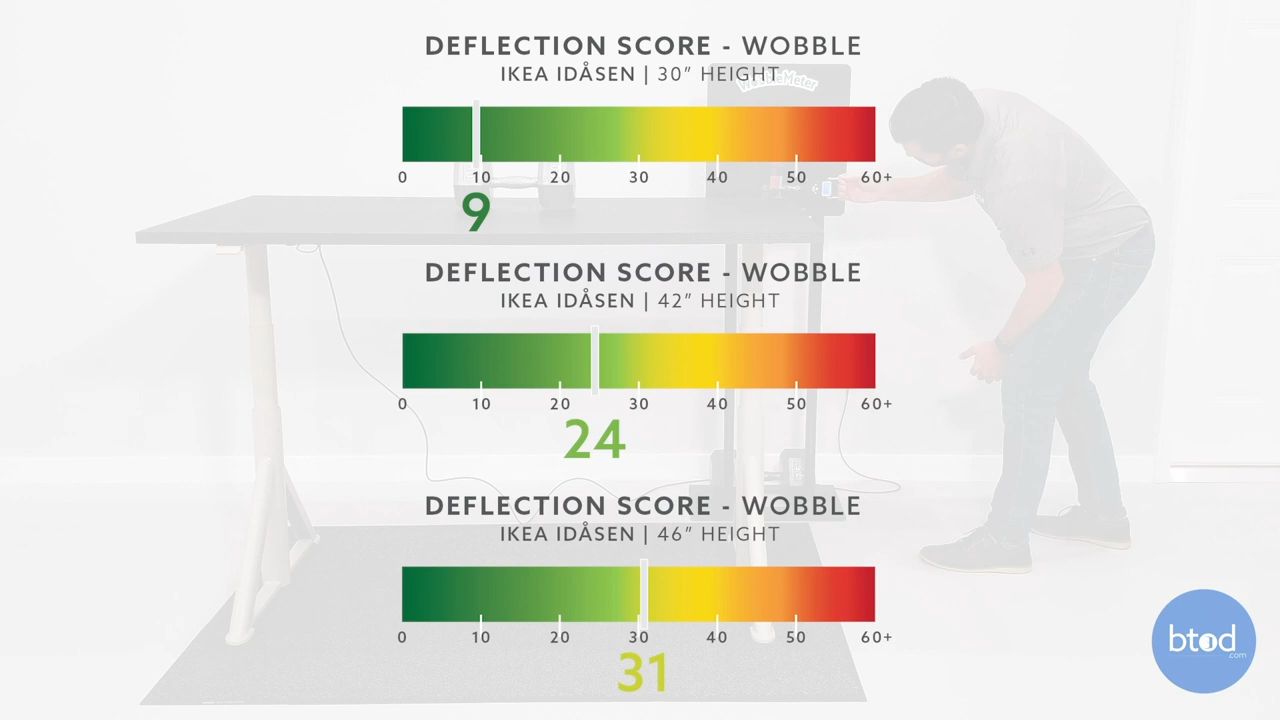 DEFLECTION SCORE - WOBBLE
IKEA IDÅSEN | 30" HEIGHT
WobbleMeter
0 10 20 30 40 50 60+
9
DEFLECTION SCORE - WOBBLE
IKEA IDÅSEN | 42" HEIGHT
0 10 20 30 40 50 60+
24
DEFLECTION SCORE - WOBBLE
IKEA IDÅSEN | 46" HEIGHT
0 10 20 30 40 50 60+
31
btod
.com